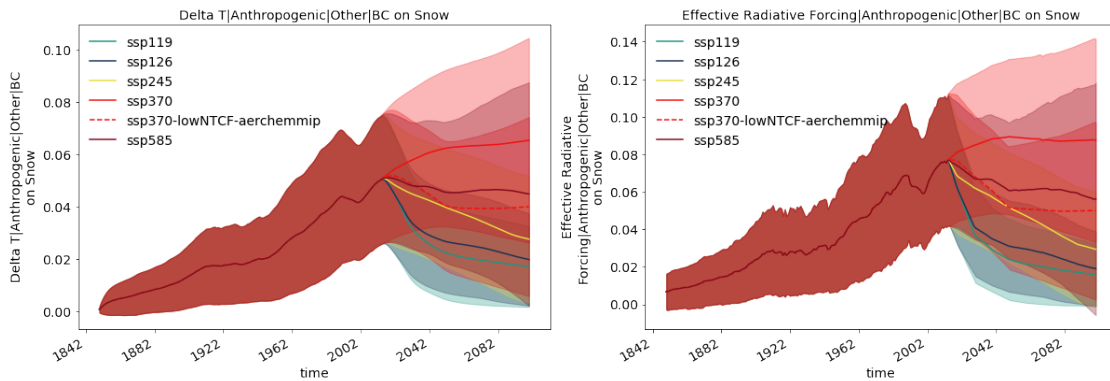 Delta T|Anthropogenic|Other|BC on Snow
Delta T|Anthropogenic|Other|BC
on Snow
0.10
0.08
0.06
0.04
0.02
0.00
ssp119
ssp126
ssp245
ssp370
ssp370-lowNTCF-aerchemmip
ssp585
1842
1882
1922
1962
2002
2042
2082
time
Effective Radiative Forcing|Anthropogenic|Other|BC on Snow
Effective Radiative
Forcing|Anthropogenic|Other|BC
on Snow
0.14
0.12
0.10
0.08
0.06
0.04
0.02
0.00
ssp119
ssp126
ssp245
ssp370
ssp370-lowNTCF-aerchemmip
ssp585
1842
1882
1922
1962
2002
2042
2082
time